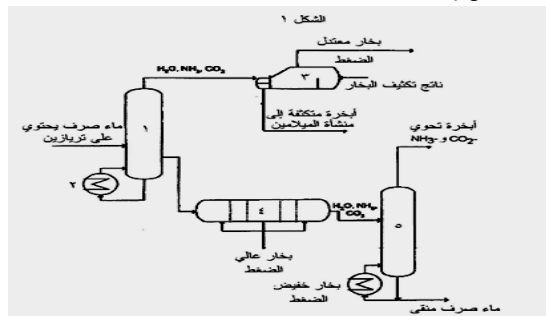 الشكل ١
بخار معتدل
الضغط
H₂O, NH₃, CO₂
٣
ناتج تكثيف البخار
ماء صرف يحتوي
على تريازين
١
أبخرة متكثفة إلى
منشأة الميلامين
أبخرة تحوي
NH₃- و CO₂-
٢
H₂O, NH₃,
CO₂
٤
٥
بخار عالي
الضغط
بخار خفيض
الضغط
ماء صرف منقى